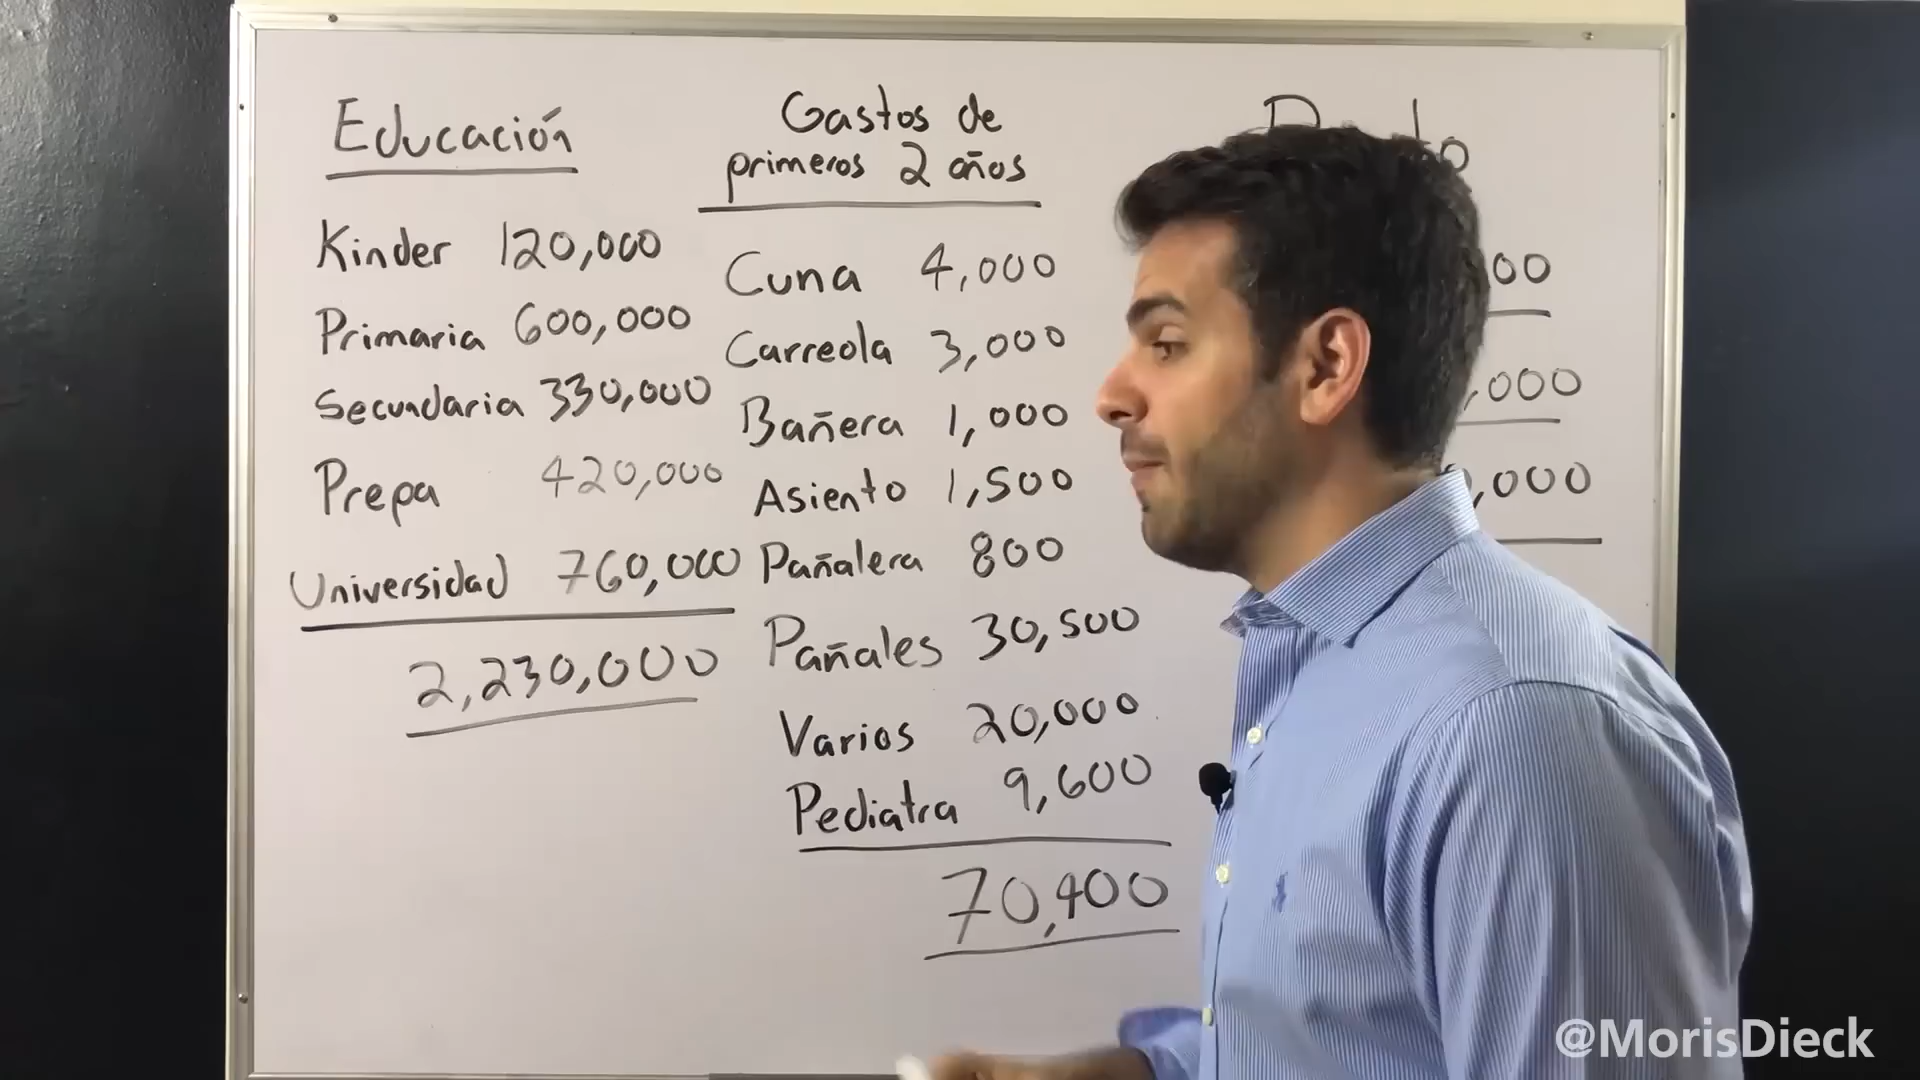 Educación
Kinder 120,000
Primaria 600,000
Secundaria 330,000
Prepa 420,000
Universidad 760,000
2,230,000
Gastos de
primeros 2 años
Cuna 4,000
Carreola 3,000
Bañera 1,000
Asiento 1,500
Pañalera 800
Pañales 30,500
Varios 20,000
Pediatra 9,600
70,400
@MorisDieck